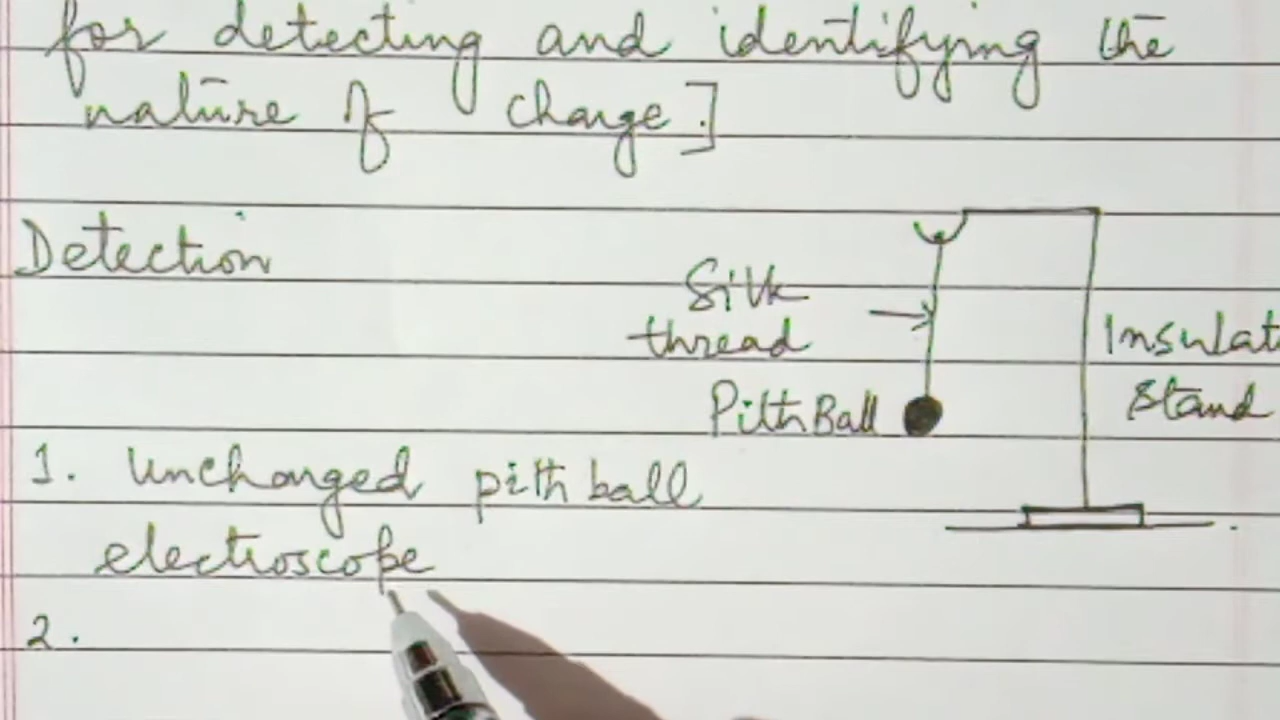 for detecting and identifying the
nature of charge.]
Detection
Silk
thread
Pith Ball
Insulat
Stand
1. Uncharged pith ball
electroscope
2.